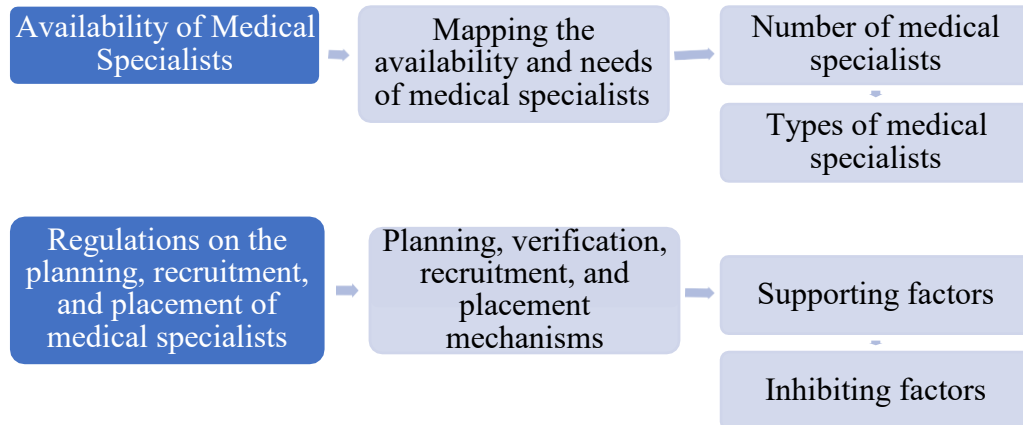 Availability of Medical
Specialists
Mapping the
availability and needs
of medical specialists
Number of medical
specialists
Types of medical
specialists
Regulations on the
planning, recruitment,
and placement of
medical specialists
Planning, verification,
recruitment, and
placement
mechanisms
Supporting factors
Inhibiting factors